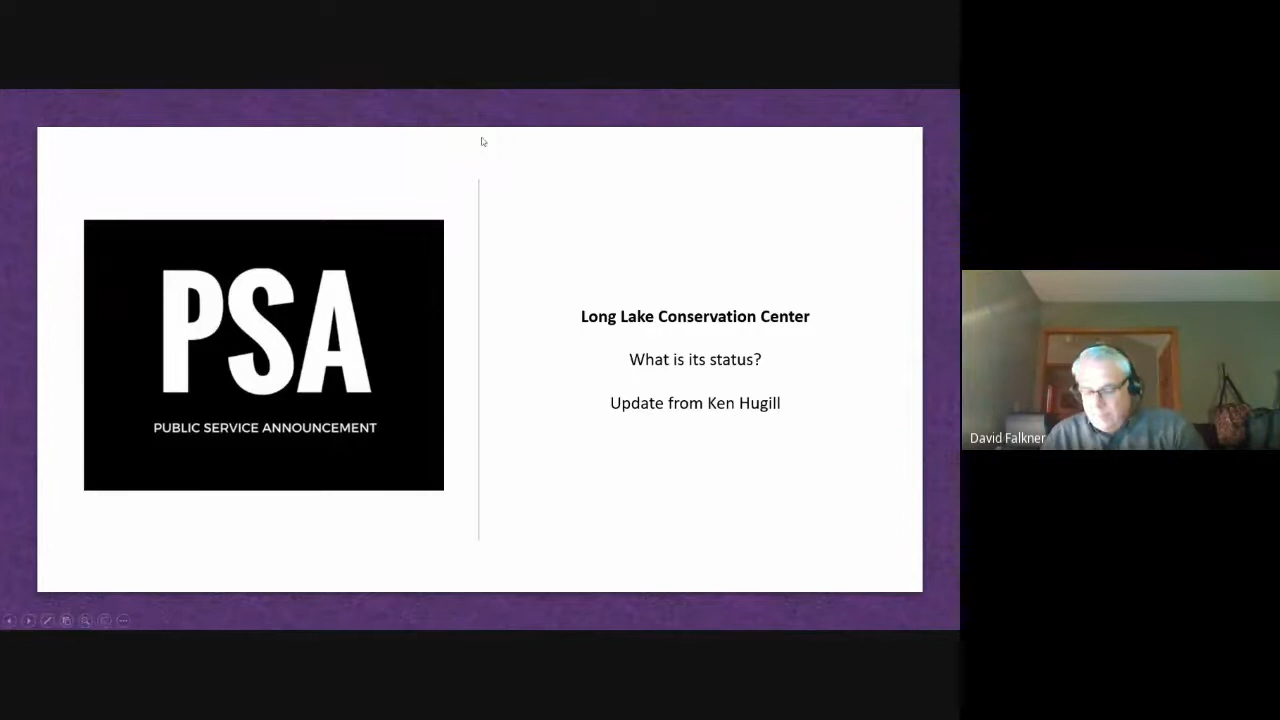 PSA
PUBLIC SERVICE ANNOUNCEMENT
Long Lake Conservation Center
What is its status?
Update from Ken Hugill
David Falkner